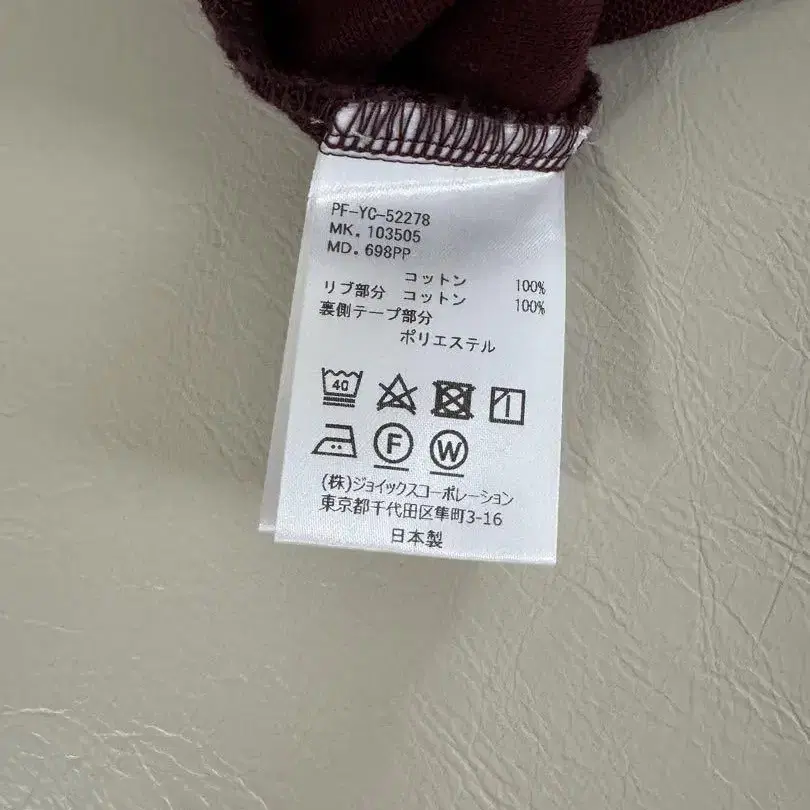 PF-YC-52278
MK. 103505
MD. 698PP
コットン 100%
リブ部分 コットン 100%
裏側テープ部分
ポリエステル
40
F W
(株)ジョイックスコーポレーション
東京都千代田区隼町3-16
日本製